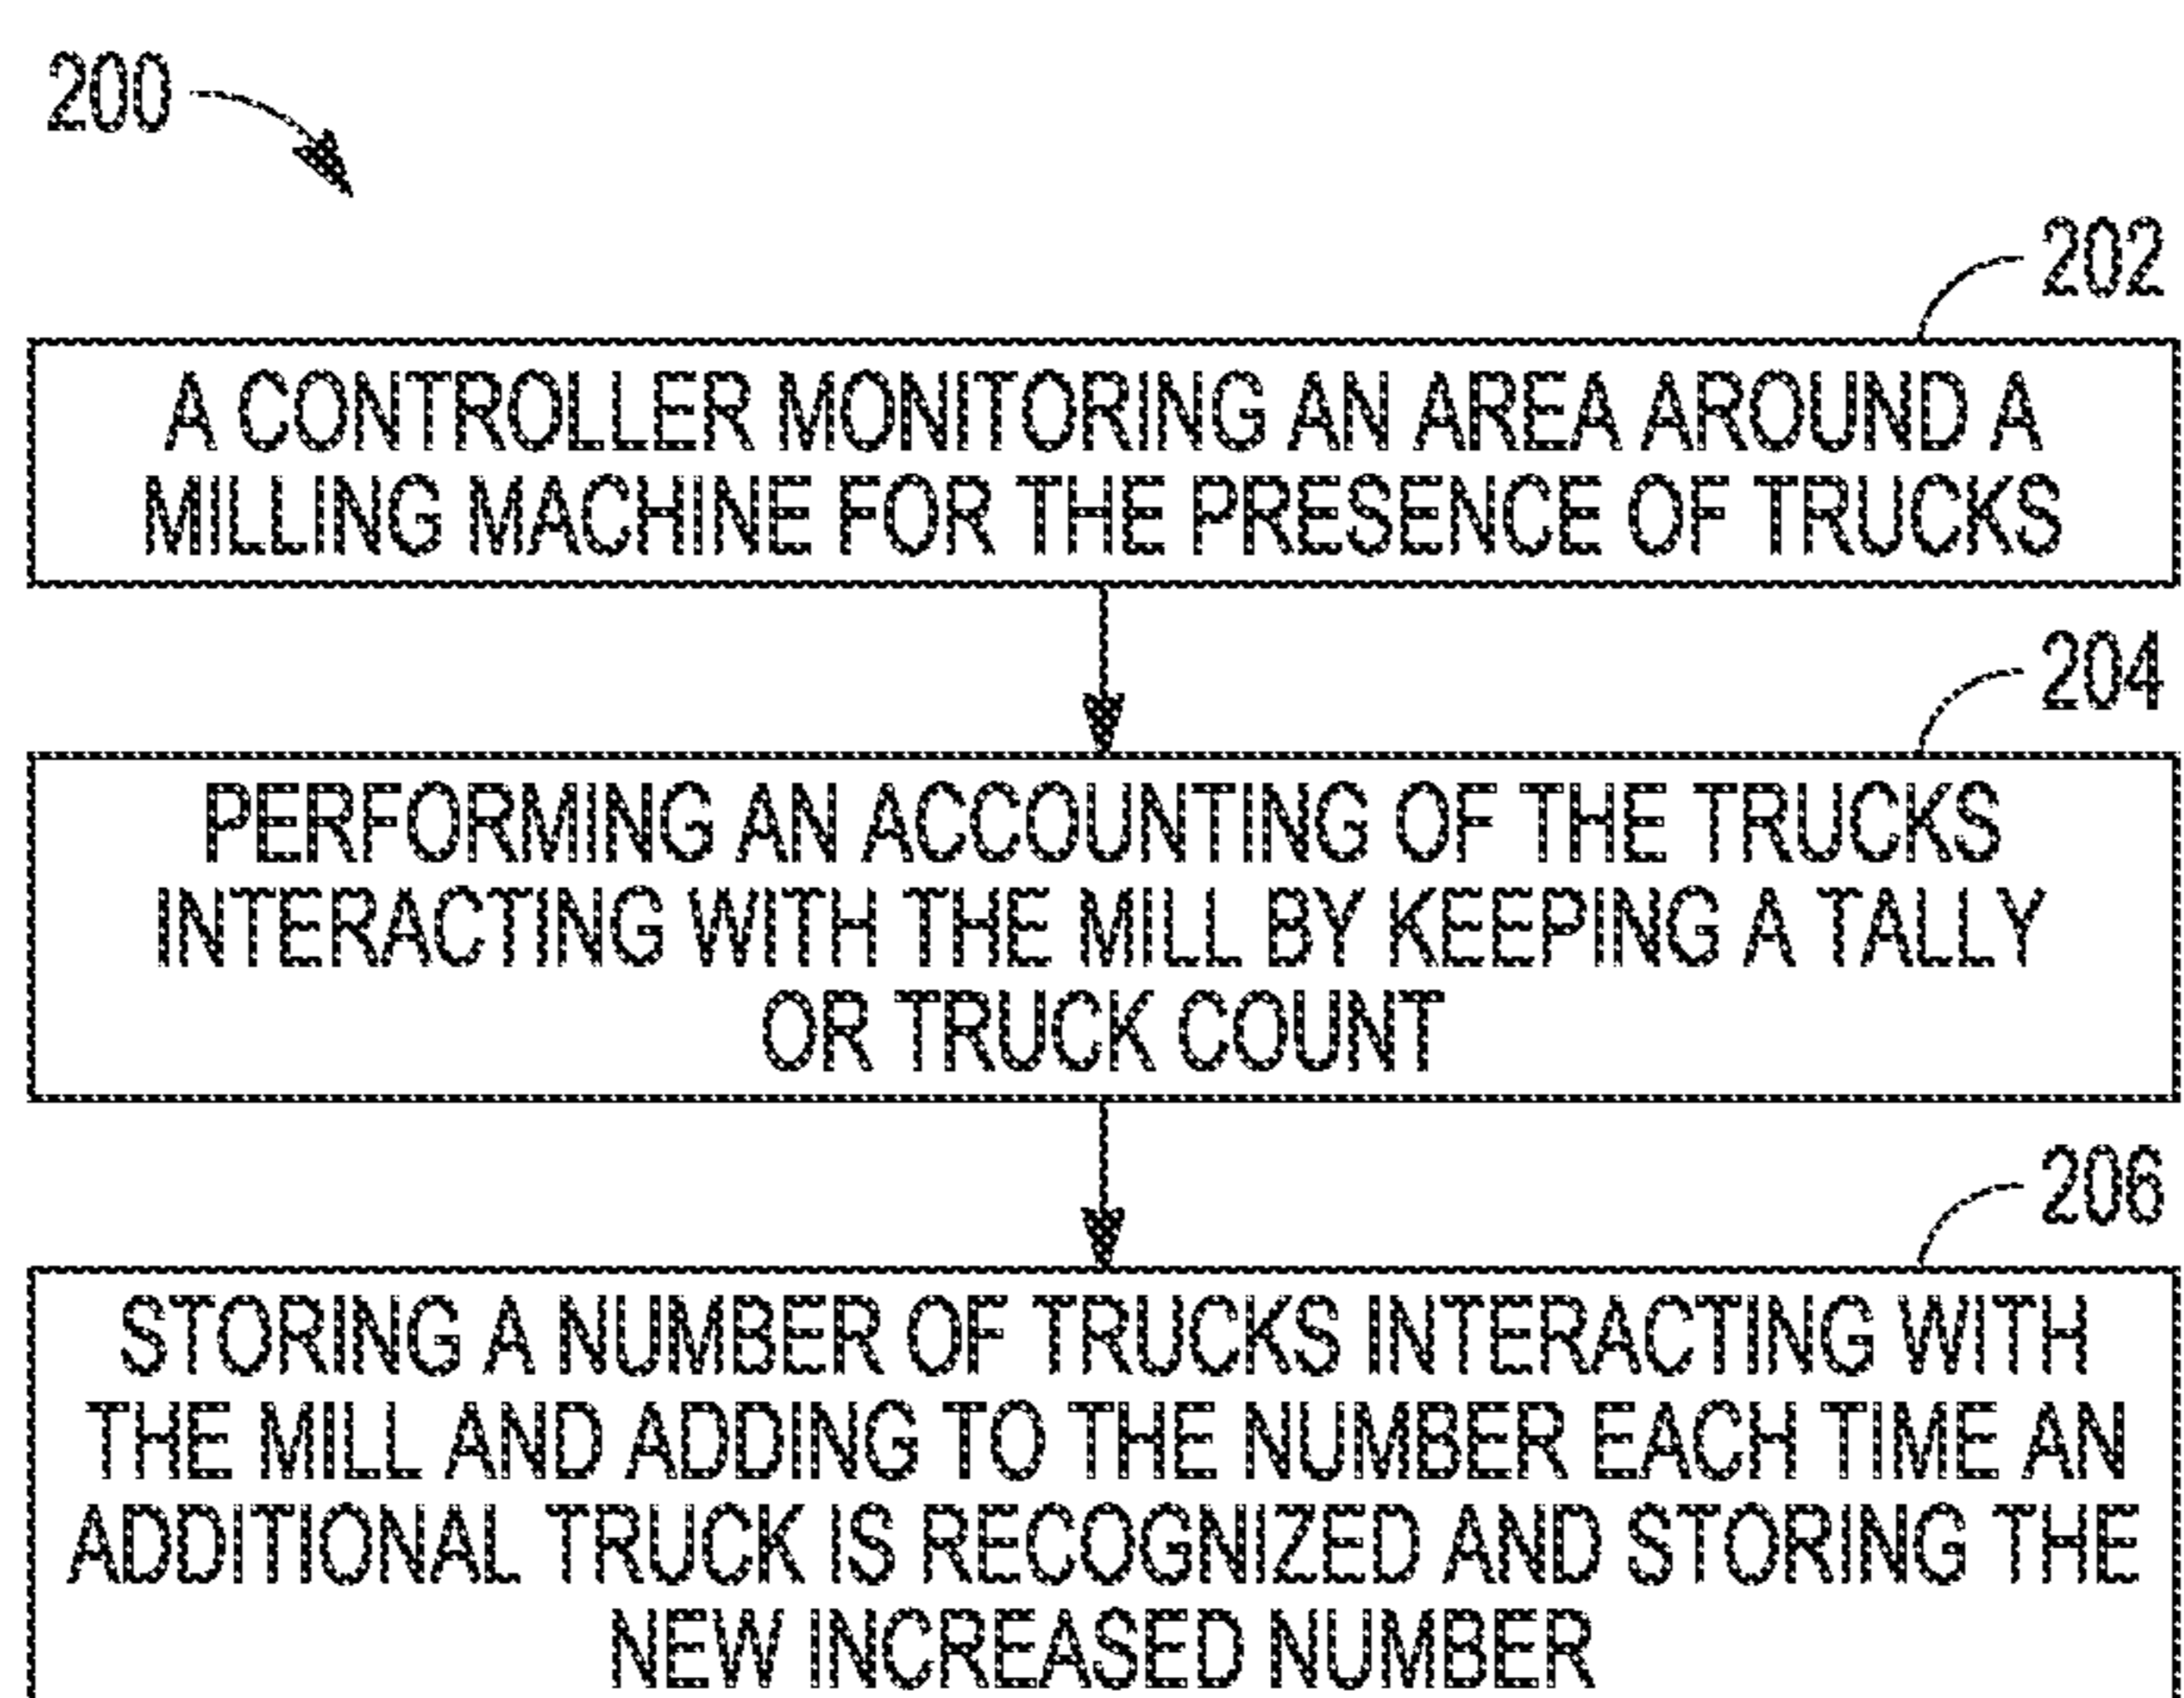 200
202
A CONTROLLER MONITORING AN AREA AROUND A
MILLING MACHINE FOR THE PRESENCE OF TRUCKS
204
PERFORMING AN ACCOUNTING OF THE TRUCKS
INTERACTING WITH THE MILL BY KEEPING A TALLY
OR TRUCK COUNT
206
STORING A NUMBER OF TRUCKS INTERACTING WITH
THE MILL AND ADDING TO THE NUMBER EACH TIME AN
ADDITIONAL TRUCK IS RECOGNIZED AND STORING THE
NEW INCREASED NUMBER